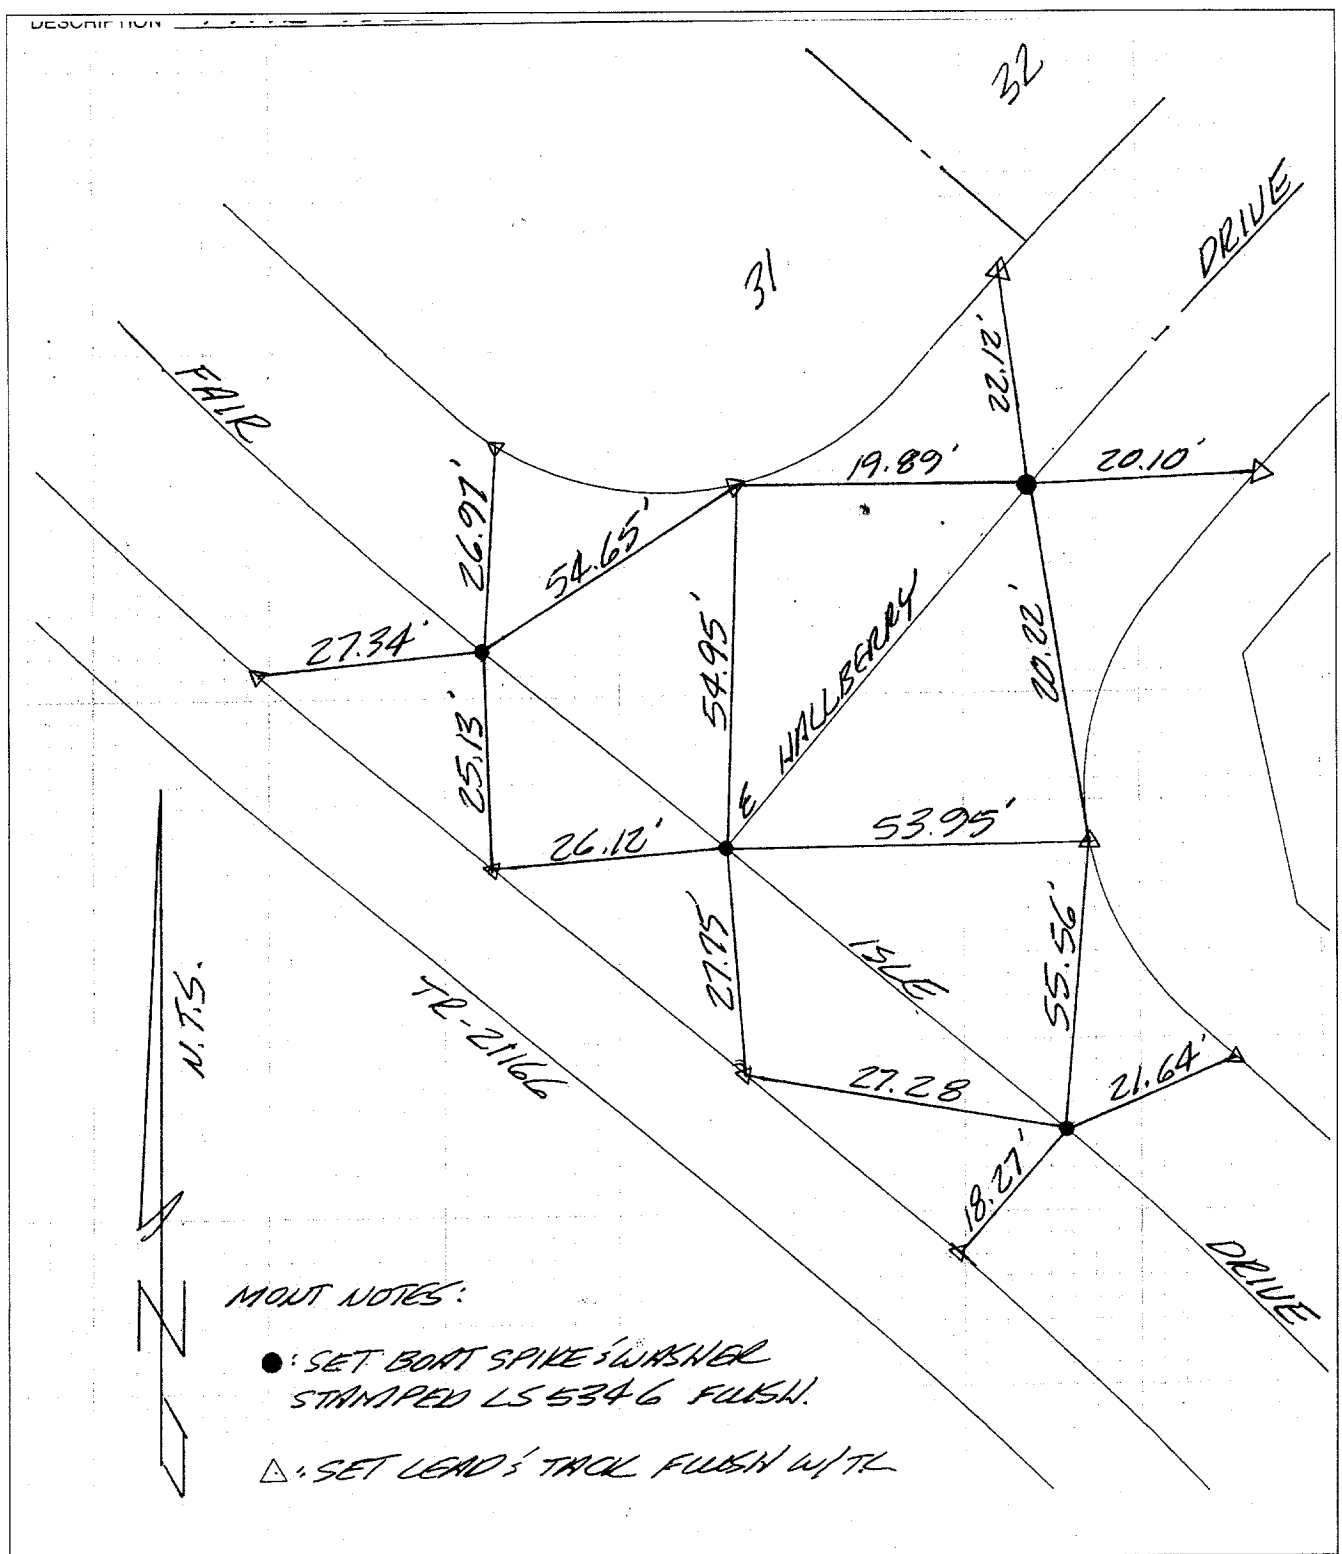 DESCRIPTION
32
31
DRIVE
FAIR
22.12'
19.89'
20.10'
26.97'
54.65'
27.34'
54.95'
20.22'
HALLBERRY
25.13'
E
53.95'
26.12'
27.75'
ISLE
55.56'
N.T.S.
TR-21166
27.28
21.64'
18.27'
DRIVE
N
MONT NOTES:
●: SET BOAT SPIKE & WASHER
STAMPED LS 5346 FLUSH.
△: SET LEAD & TACK FLUSH W/TC